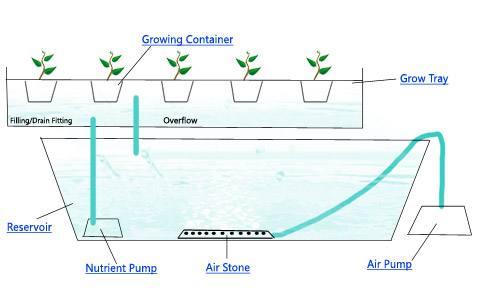 Growing Container
Grow Tray
Filling/Drain Fitting
Overflow
Reservoir
Nutrient Pump
Air Stone
Air Pump